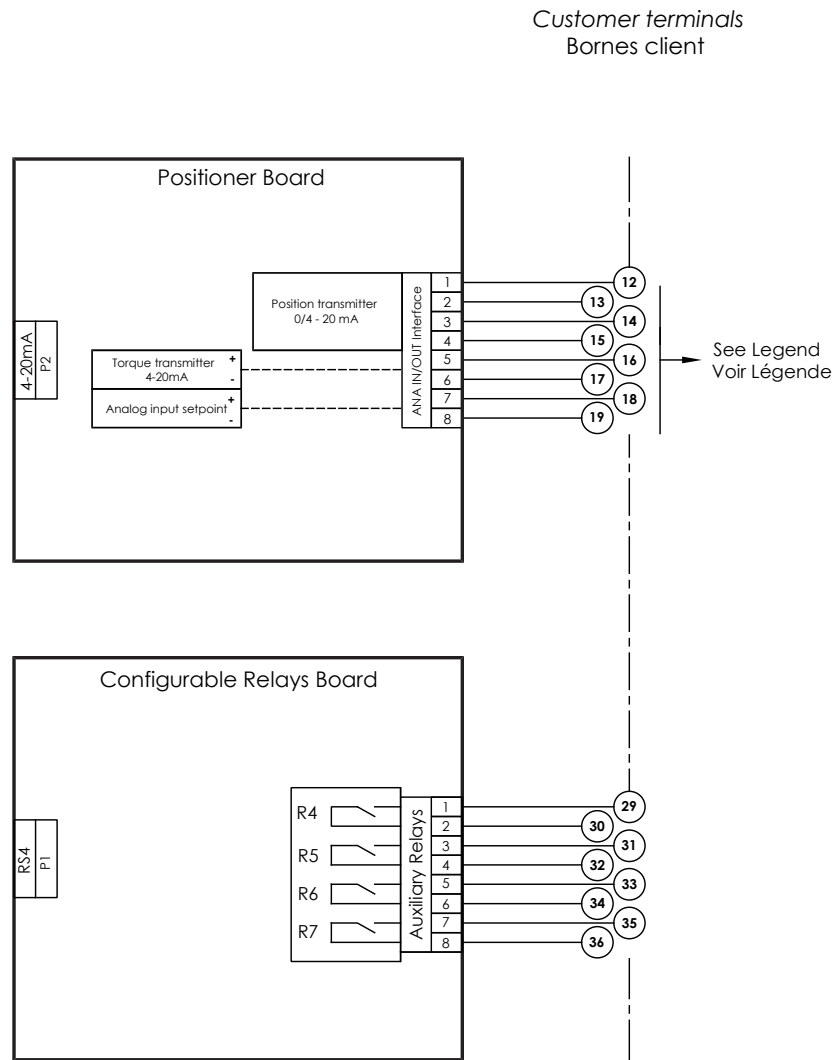 Customer terminals
Bornes client
Positioner Board
Position transmitter
0/4 - 20 mA
4-20mA
P2
Torque transmitter
4-20mA
+
-
Analog input setpoint
+
-
ANA IN/OUT Interface
1
2
3
4
5
6
7
8
12
13
14
15
16
17
18
19
See Legend
Voir Légende
Configurable Relays Board
RS4
P1
R4
R5
R6
R7
Auxiliary Relays
1
2
3
4
5
6
7
8
29
30
31
32
33
34
35
36